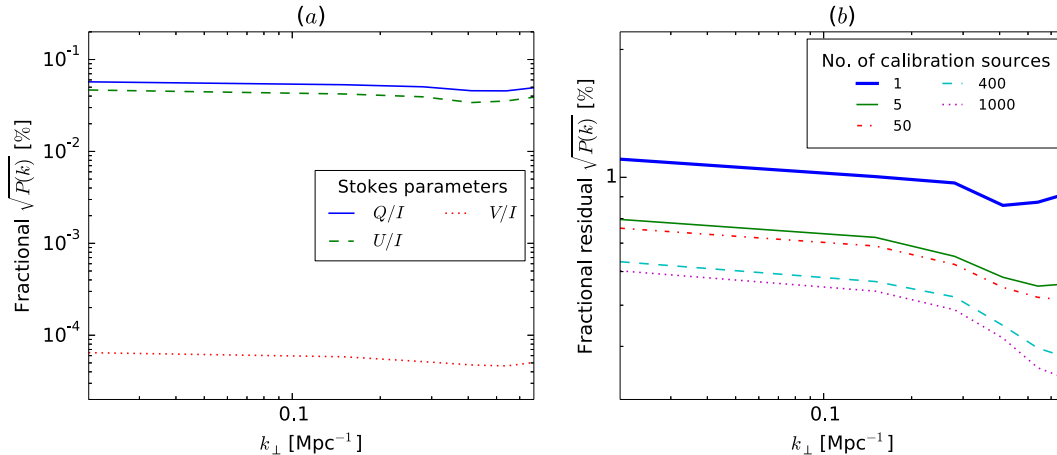 (a)
Fractional √P(k) [%]
10⁻¹
10⁻²
10⁻³
10⁻⁴
Stokes parameters
Q/I
V/I
U/I
0.1
k⊥ [Mpc⁻¹]
(b)
Fractional residual √P(k) [%]
1
No. of calibration sources
1
400
5
1000
50
0.1
k⊥ [Mpc⁻¹]